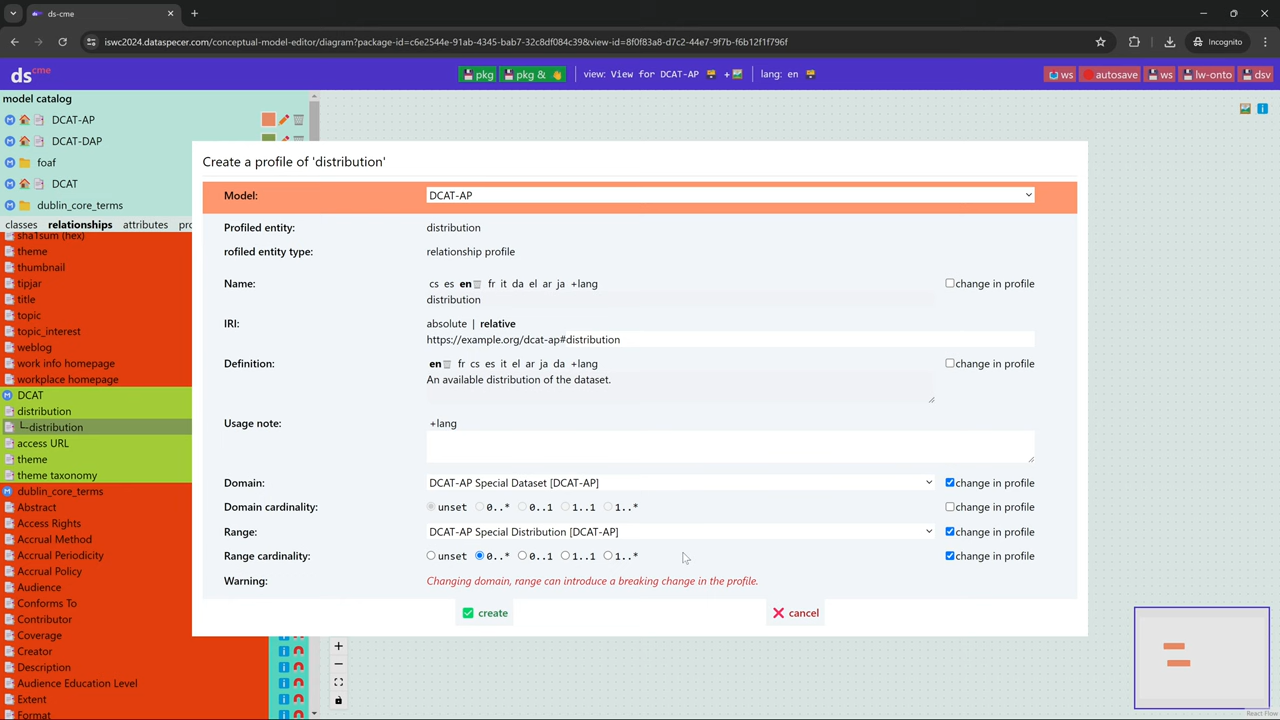 ds-cme
iswc2024.dataspecer.com/conceptual-model-editor/diagram?package-id=c6e2544e-91ab-4345-bab7-32c8df084c39&view-id=8f0f83a8-d7c2-44e7-9f7b-f6b12f1f796f
Incognito
ds cme
pkg
pkg &
view: View for DCAT-AP
lang: en
ws
autosave
ws
lw-onto
dsv
model catalog
DCAT-AP
DCAT-DAP
foaf
DCAT
dublin_core_terms
classes relationships attributes pro
sha1sum (hex)
theme
thumbnail
tipjar
title
topic
topic_interest
weblog
work info homepage
workplace homepage
DCAT
distribution
└─distribution
access URL
theme
theme taxonomy
dublin_core_terms
Abstract
Access Rights
Accrual Method
Accrual Periodicity
Accrual Policy
Audience
Conforms To
Contributor
Coverage
Creator
Description
Audience Education Level
Extent
Format
Create a profile of 'distribution'
Model: DCAT-AP
Profiled entity: distribution
rofiled entity type: relationship profile
Name: cs es en fr it da el ar ja +lang change in profile
distribution
IRI: absolute | relative
https://example.org/dcat-ap#distribution
Definition: en fr cs es it el ar ja da +lang change in profile
An available distribution of the dataset.
Usage note: +lang
Domain: DCAT-AP Special Dataset [DCAT-AP] change in profile
Domain cardinality: unset 0..* 0..1 1..1 1..* change in profile
Range: DCAT-AP Special Distribution [DCAT-AP] change in profile
Range cardinality: unset 0..* 0..1 1..1 1..* change in profile
Warning: Changing domain, range can introduce a breaking change in the profile.
create cancel
React Flow